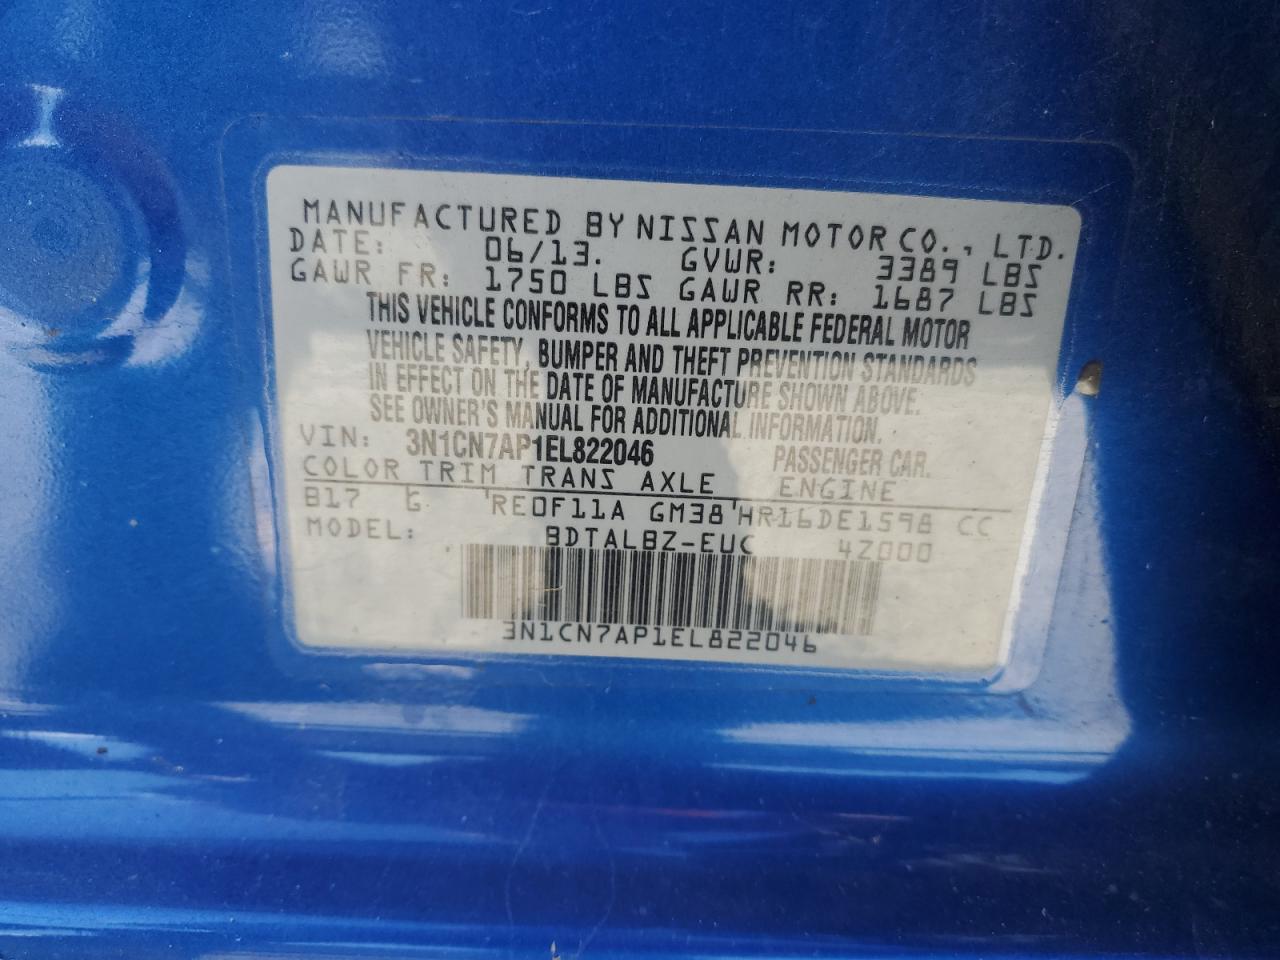 MANUFACTURED BY NISSAN MOTOR CO., LTD.
DATE: 06/13. GVWR: 3389 LBS
GAWR FR: 1750 LBS GAWR RR: 1687 LBS
THIS VEHICLE CONFORMS TO ALL APPLICABLE FEDERAL MOTOR
VEHICLE SAFETY, BUMPER AND THEFT PREVENTION STANDARDS
IN EFFECT ON THE DATE OF MANUFACTURE SHOWN ABOVE.
SEE OWNER'S MANUAL FOR ADDITIONAL INFORMATION.
VIN: 3N1CN7AP1EL822046 PASSENGER CAR.
COLOR TRIM TRANS AXLE ENGINE
B17 G 'RE0F11A GM38'HR16DE1598 CC
MODEL: BDTALBZ-EUC 4Z000
3N1CN7AP1EL822046